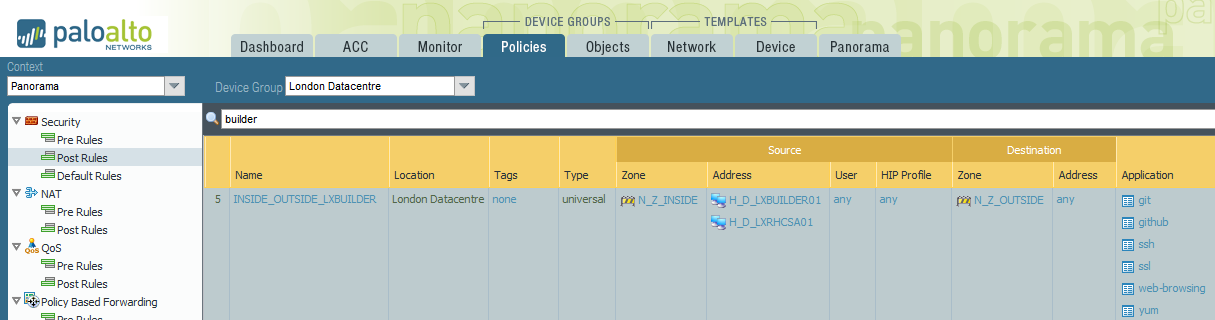 DEVICE GROUPS TEMPLATES
paloalto
NETWORKS
panorama
Dashboard ACC Monitor Policies Objects Network Device Panorama
Context
Panorama Device Group London Datacentre
builder
Security
Pre Rules
Post Rules
Default Rules
NAT
Pre Rules
Post Rules
QoS
Pre Rules
Post Rules
Policy Based Forwarding
Pre Rules
Source Destination
Name Location Tags Type Zone Address User HIP Profile Zone Address Application
5 INSIDE_OUTSIDE_LXBUILDER London Datacentre none universal N_Z_INSIDE H_D_LXBUILDER01 any any N_Z_OUTSIDE any git
H_D_LXRHCSA01 github
ssh
ssl
web-browsing
yum